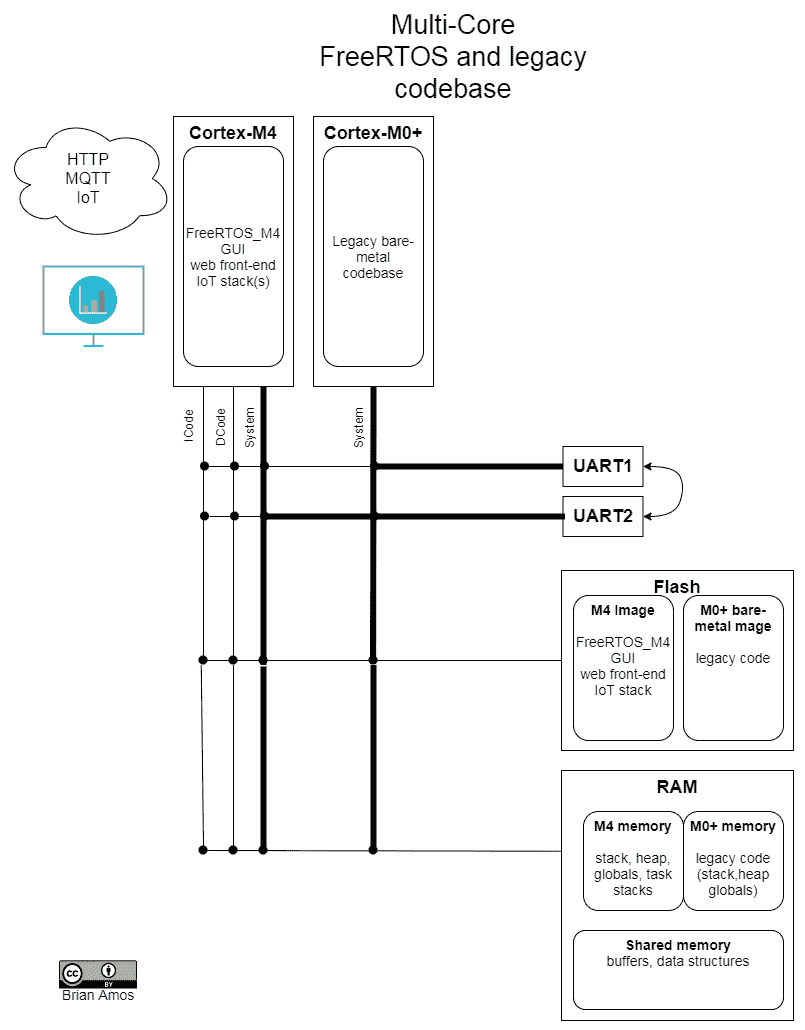 Multi-Core
FreeRTOS and legacy
codebase
HTTP
MQTT
IoT
Cortex-M4
FreeRTOS_M4
GUI
web front-end
IoT stack(s)
Cortex-M0+
Legacy bare-
metal
codebase
ICode
DCode
System
System
UART1
UART2
Flash
M4 Image
FreeRTOS_M4
GUI
web front-end
IoT stack
M0+ bare-
metal mage
legacy code
RAM
M4 memory
stack, heap,
globals, task
stacks
M0+ memory
legacy code
(stack,heap
globals)
Shared memory
buffers, data structures
cc
BY
Brian Amos